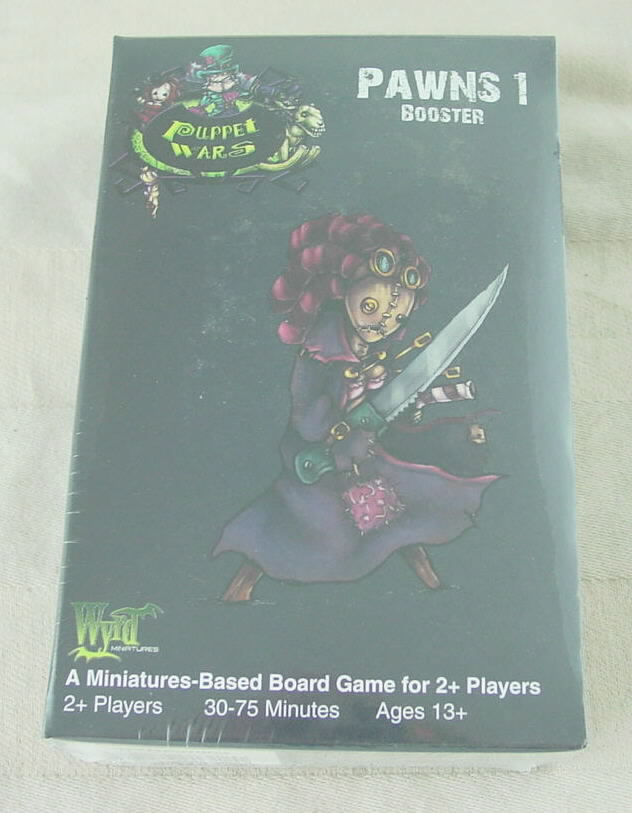 PUPPET
WARS
PAWNS 1
BOOSTER
Wyrd
MINIATURES
A Miniatures-Based Board Game for 2+ Players
2+ Players 30-75 Minutes Ages 13+